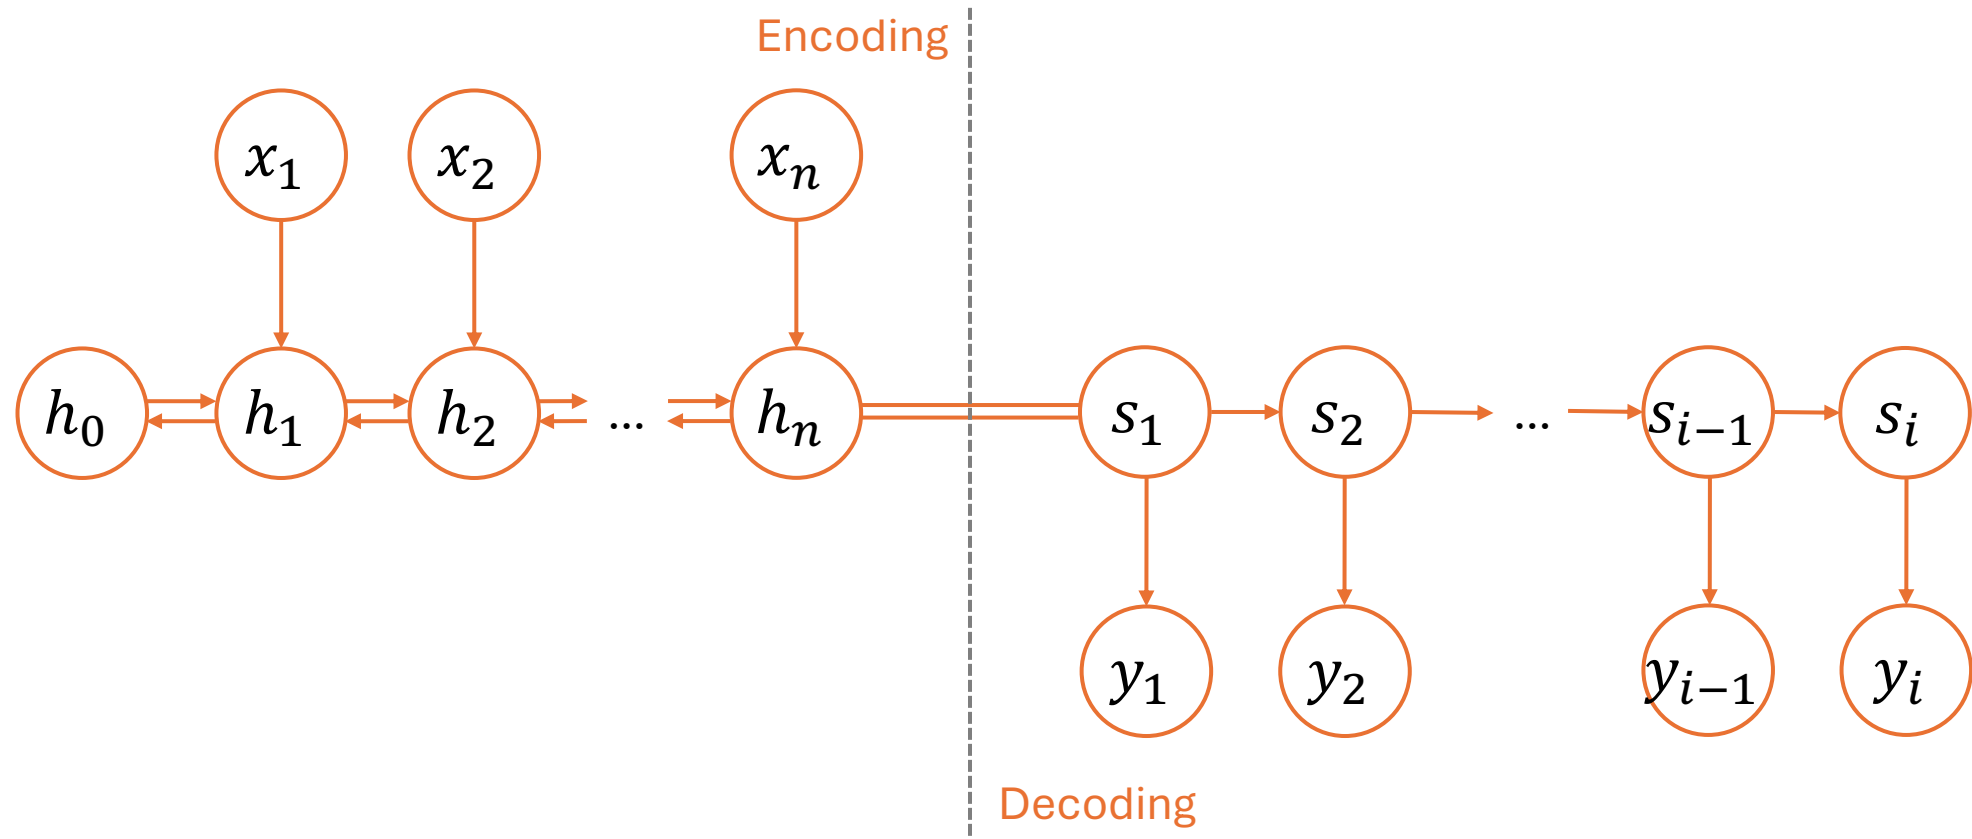 Encoding
x₁ x₂ xₙ
h₀ h₁ h₂ ... hₙ s₁ s₂ ... sᵢ₋₁ sᵢ
y₁ y₂ yᵢ₋₁ yᵢ
Decoding